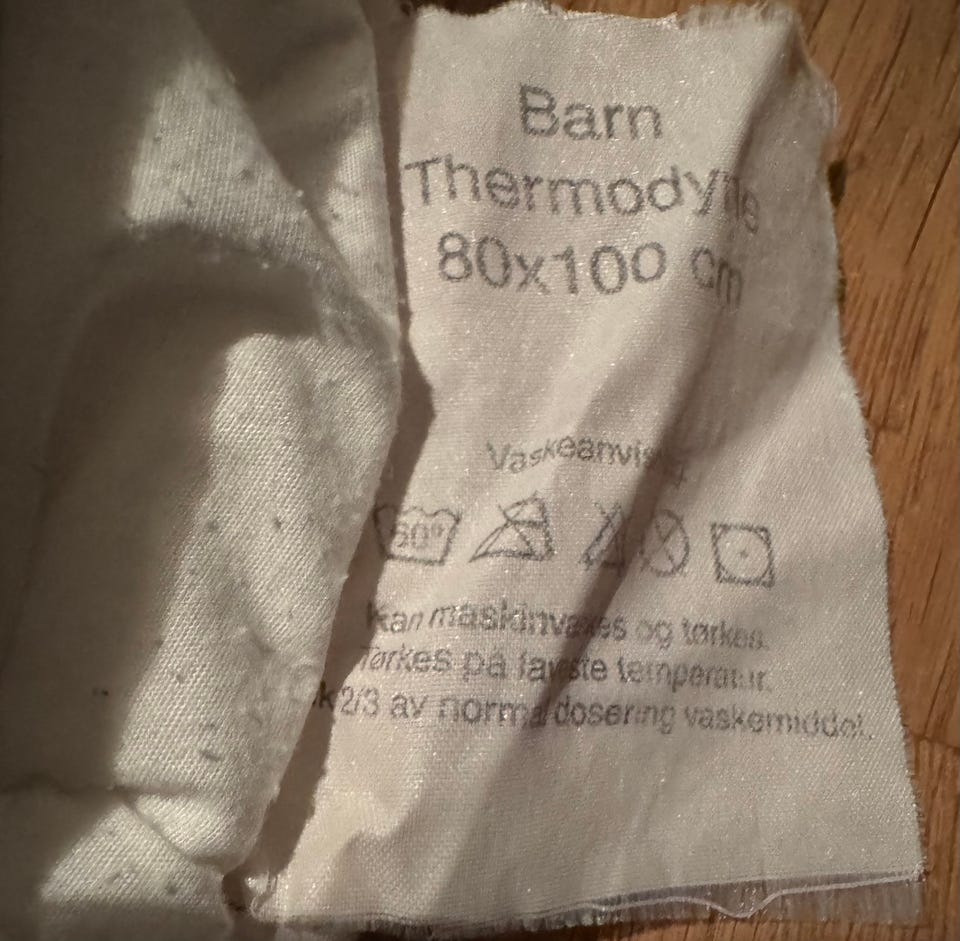 Barn
Thermodyne
80x100 cm
Vaskeanvisning
60°
Kan maskinvaskes og tørkes.
Tørkes på laveste temperatur.
2/3 av normal dosering vaskemiddel.